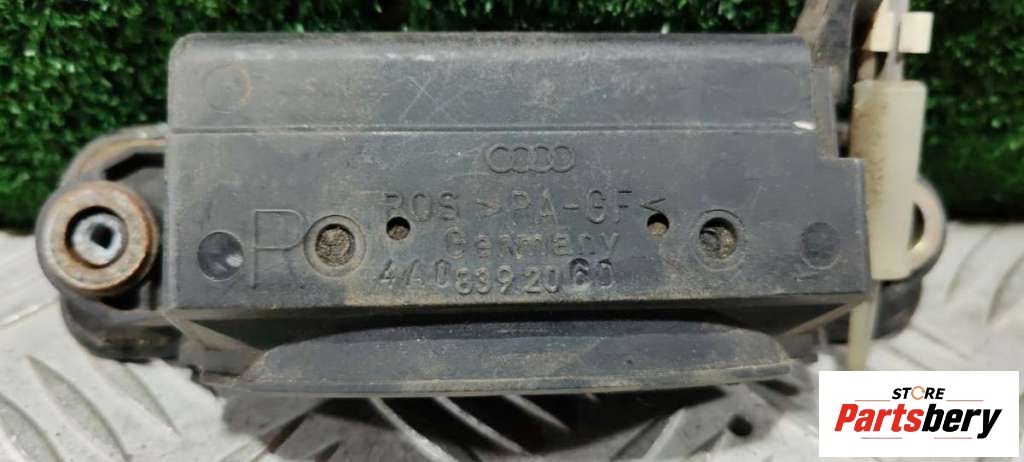 ROS >PA-GF<
R
Germany
4A0839206D
STORE
Partsbery